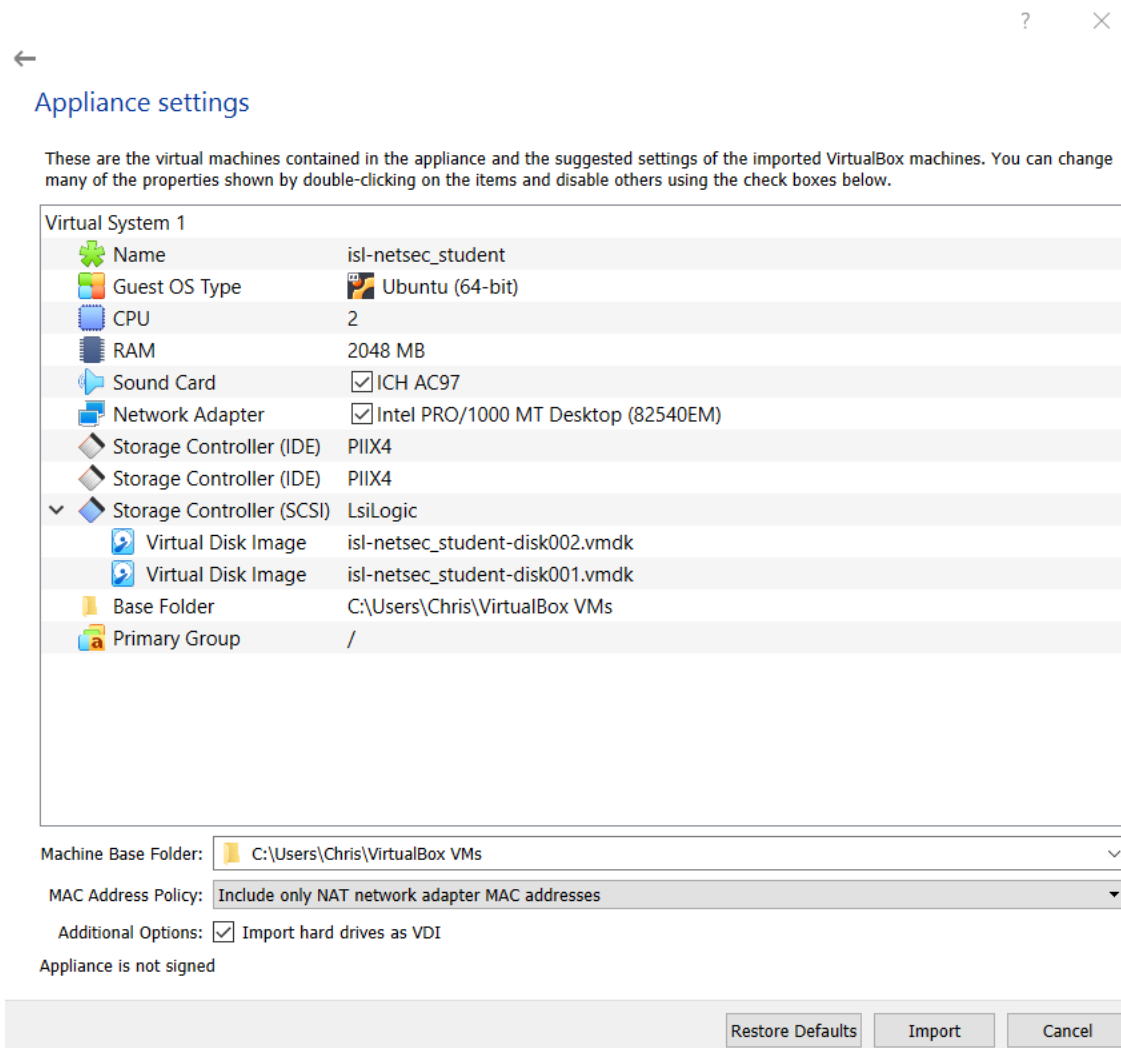 ?
Appliance settings
These are the virtual machines contained in the appliance and the suggested settings of the imported VirtualBox machines. You can change
many of the properties shown by double-clicking on the items and disable others using the check boxes below.
Virtual System 1
Name isl-netsec_student
Guest OS Type Ubuntu (64-bit)
CPU 2
RAM 2048 MB
Sound Card ICH AC97
Network Adapter Intel PRO/1000 MT Desktop (82540EM)
Storage Controller (IDE) PIIX4
Storage Controller (IDE) PIIX4
Storage Controller (SCSI) LsiLogic
Virtual Disk Image isl-netsec_student-disk002.vmdk
Virtual Disk Image isl-netsec_student-disk001.vmdk
Base Folder C:\Users\Chris\VirtualBox VMs
Primary Group /
Machine Base Folder: C:\Users\Chris\VirtualBox VMs
MAC Address Policy: Include only NAT network adapter MAC addresses
Additional Options: Import hard drives as VDI
Appliance is not signed
Restore Defaults Import Cancel